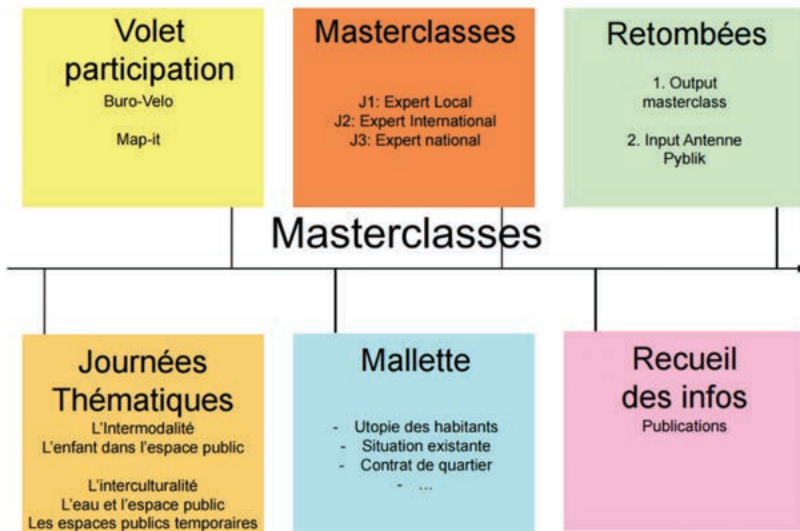 Volet
participation
Buro-Velo
Map-it
Masterclasses
J1: Expert Local
J2: Expert International
J3: Expert national
Retombées
1. Output
masterclass
2. Input Antenne
Pyblik
Masterclasses
Journées
Thématiques
L'Intermodalité
L'enfant dans l'espace public
L'interculturalité
L'eau et l'espace public
Les espaces publics temporaires
Mallette
- Utopie des habitants
- Situation existante
- Contrat de quartier
- ...
Recueil
des infos
Publications